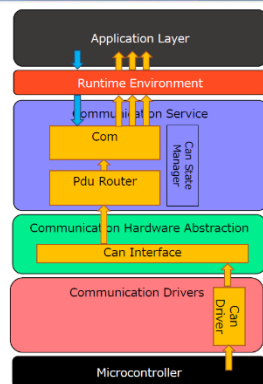 Application Layer
Runtime Environment
Communication Service
Com
Can State
Manager
Pdu Router
Communication Hardware Abstraction
Can Interface
Communication Drivers
Can
Driver
Microcontroller